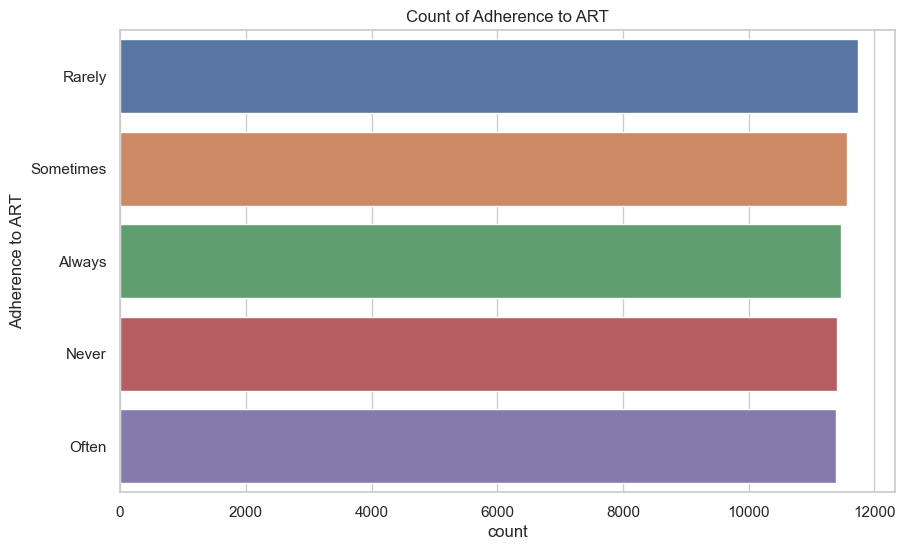 Count of Adherence to ART
Adherence to ART
Rarely
Sometimes
Always
Never
Often
0 2000 4000 6000 8000 10000 12000
count